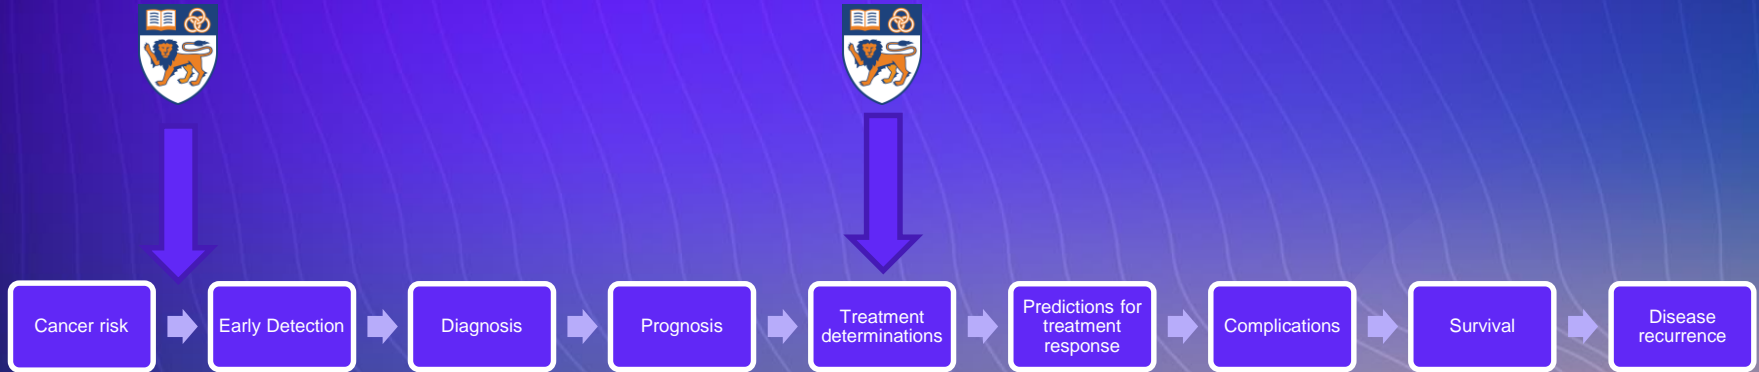 Cancer risk
Early Detection
Diagnosis
Prognosis
Treatment
determinations
Predictions for
treatment
response
Complications
Survival
Disease
recurrence